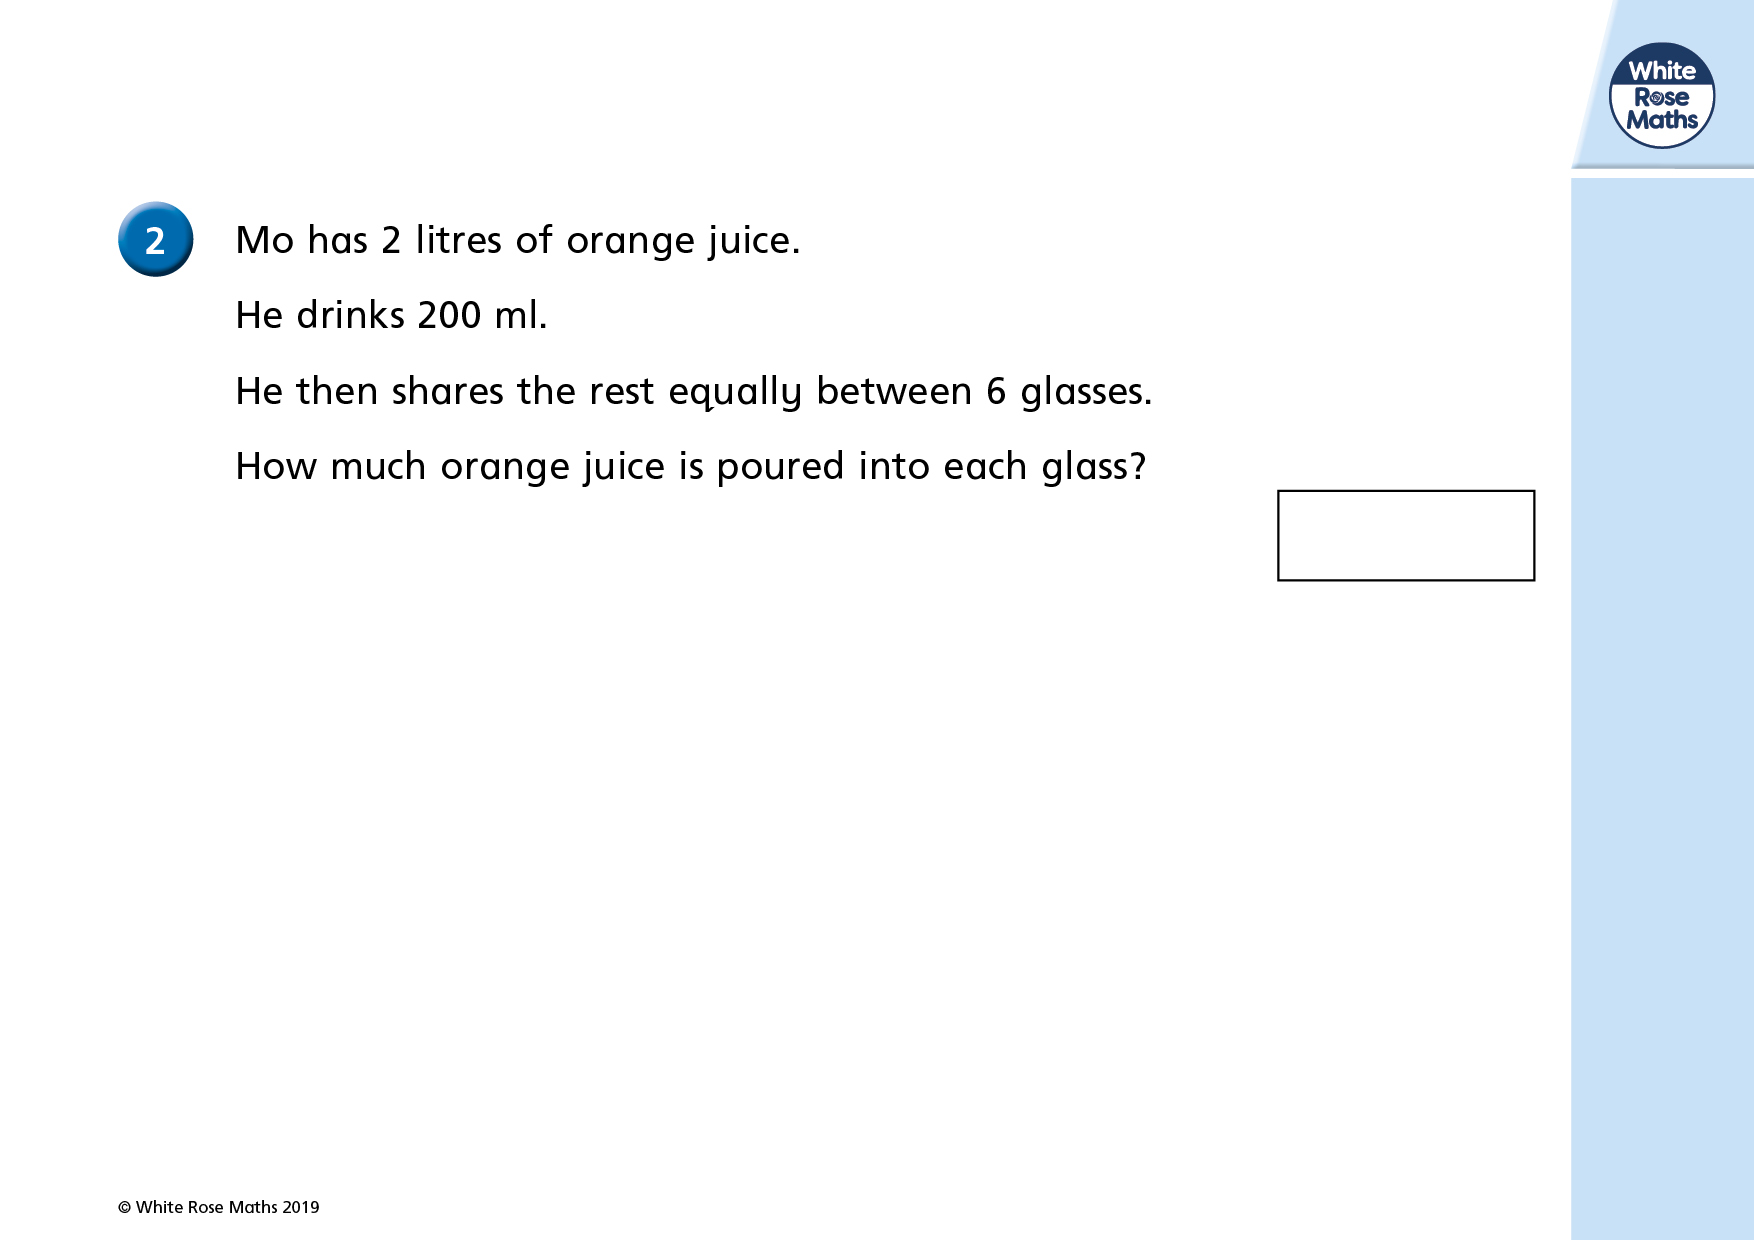 White
Rose
Maths
2 Mo has 2 litres of orange juice.
He drinks 200 ml.
He then shares the rest equally between 6 glasses.
How much orange juice is poured into each glass?
© White Rose Maths 2019